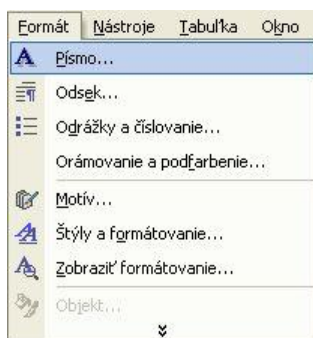 Formát Nástroje Tabuľka Okno
Písmo...
Odsek...
Odrážky a číslovanie...
Orámovanie a podfarbenie...
Motív...
Štýly a formátovanie...
Zobraziť formátovanie...
Objekt...